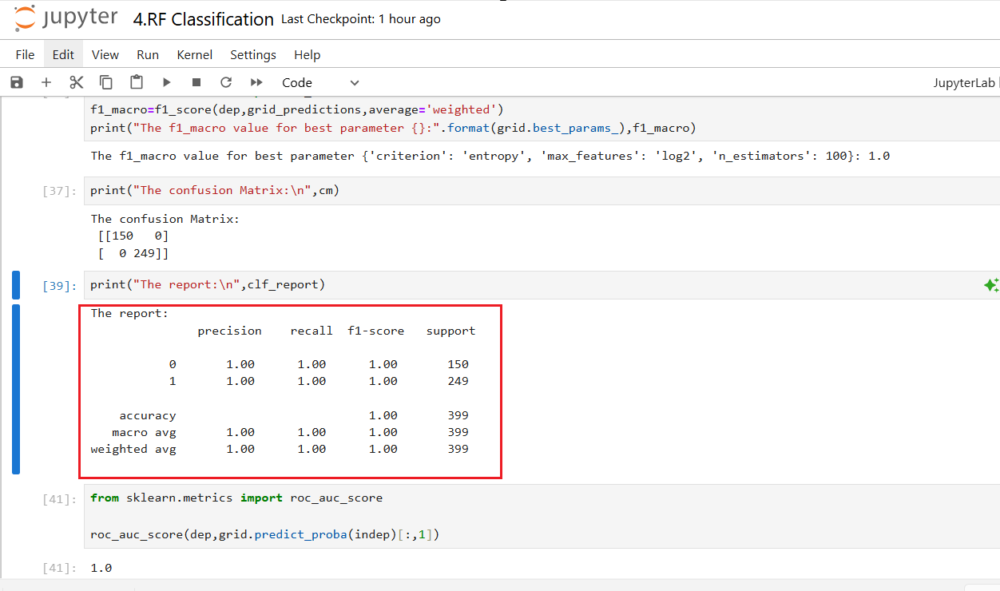 jupyter 4.RF Classification Last Checkpoint: 1 hour ago
File Edit View Run Kernel Settings Help
Code JupyterLab
f1_macro=f1_score(dep,grid_predictions,average='weighted')
print("The f1_macro value for best parameter {}:".format(grid.best_params_),f1_macro)
The f1_macro value for best parameter {'criterion': 'entropy', 'max_features': 'log2', 'n_estimators': 100}: 1.0
[37]: print("The confusion Matrix:\n",cm)
The confusion Matrix:
[[150   0]
[  0 249]]
[39]: print("The report:\n",clf_report)
The report:
precision    recall  f1-score   support
0       1.00      1.00      1.00       150
1       1.00      1.00      1.00       249
accuracy                           1.00       399
macro avg       1.00      1.00      1.00       399
weighted avg       1.00      1.00      1.00       399
[41]: from sklearn.metrics import roc_auc_score
roc_auc_score(dep,grid.predict_proba(indep)[:,1])
[41]: 1.0